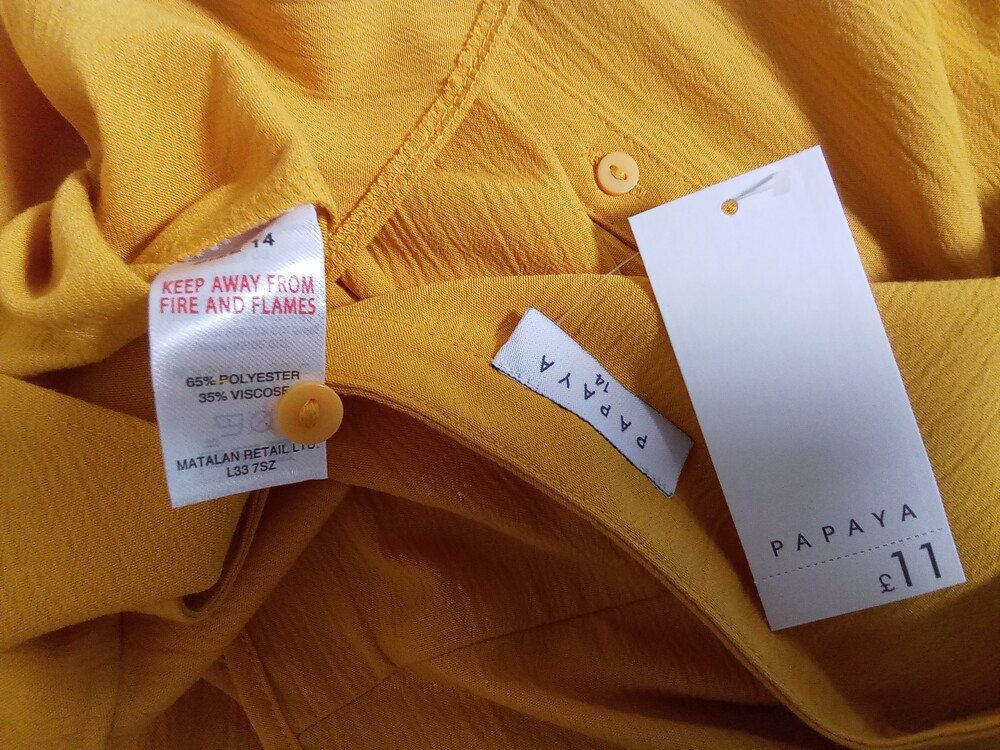 14
KEEP AWAY FROM
FIRE AND FLAMES
65% POLYESTER
35% VISCOSE
MATALAN RETAIL LTD.
L33 7SZ
PAPAYA
14
PAPAYA
£11